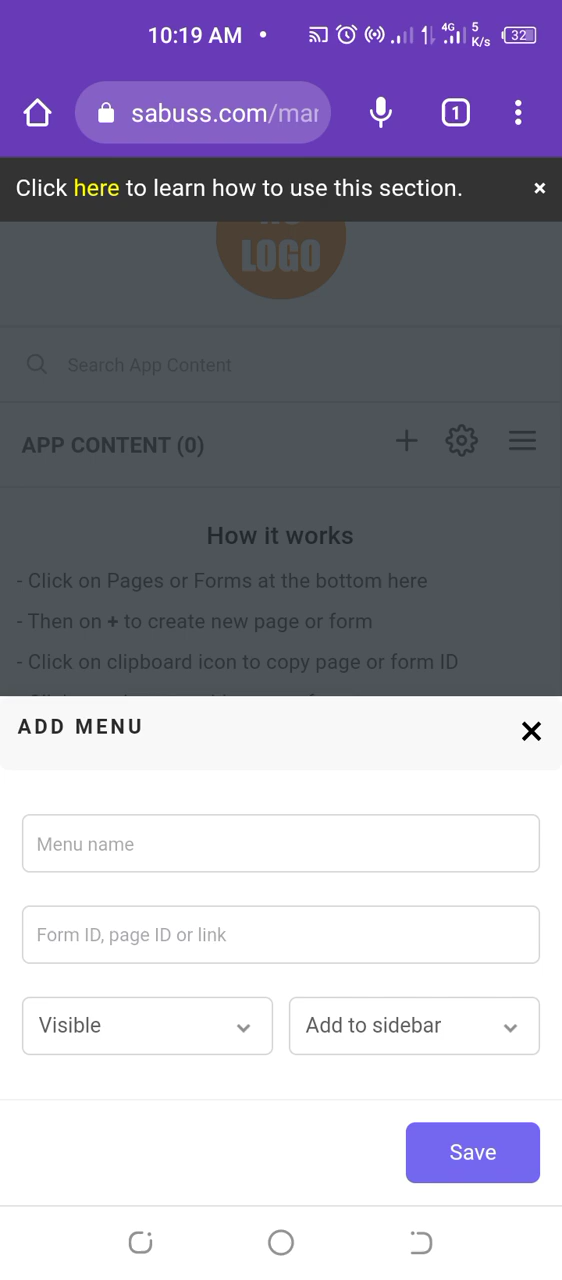 10:19 AM
4G
5
K/s
32
sabuss.com/mar
1
Click here to learn how to use this section.
LOGO
Search App Content
APP CONTENT (0)
How it works
- Click on Pages or Forms at the bottom here
- Then on + to create new page or form
- Click on clipboard icon to copy page or form ID
ADD MENU
Menu name
Form ID, page ID or link
Visible
Add to sidebar
Save